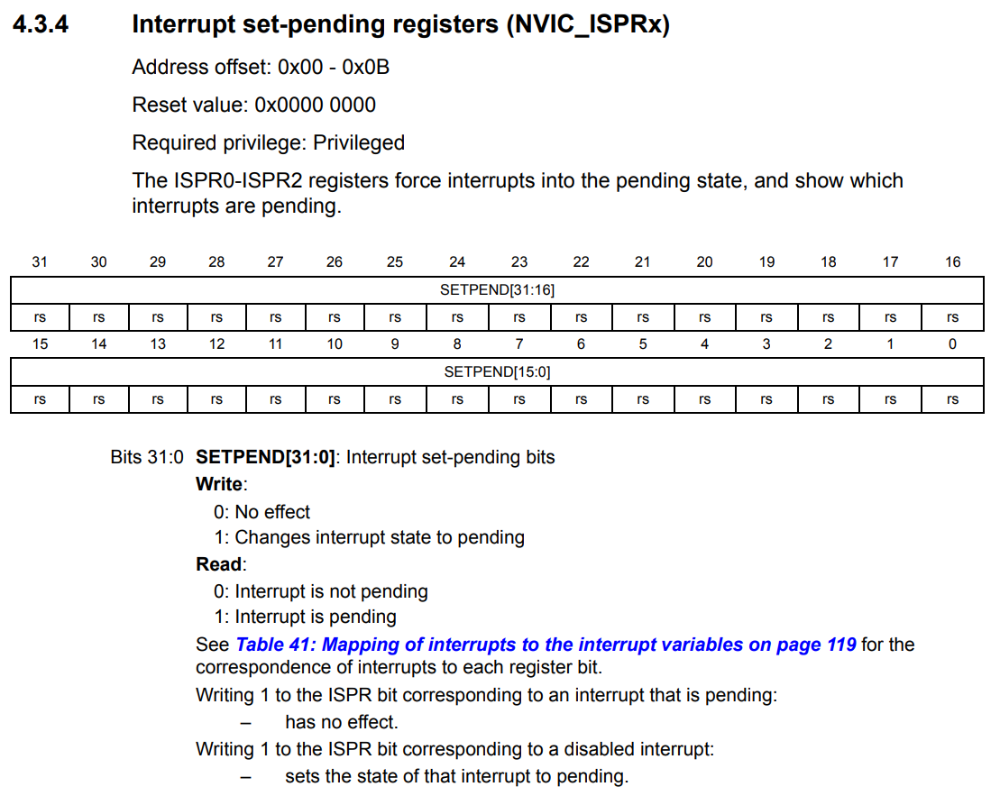 4.3.4 Interrupt set-pending registers (NVIC_ISPRx)
Address offset: 0x00 - 0x0B
Reset value: 0x0000 0000
Required privilege: Privileged
The ISPR0-ISPR2 registers force interrupts into the pending state, and show which
interrupts are pending.
31 30 29 28 27 26 25 24 23 22 21 20 19 18 17 16
SETPEND[31:16]
rs rs rs rs rs rs rs rs rs rs rs rs rs rs rs rs
15 14 13 12 11 10 9 8 7 6 5 4 3 2 1 0
SETPEND[15:0]
rs rs rs rs rs rs rs rs rs rs rs rs rs rs rs rs
Bits 31:0 SETPEND[31:0]: Interrupt set-pending bits
Write:
0: No effect
1: Changes interrupt state to pending
Read:
0: Interrupt is not pending
1: Interrupt is pending
See Table 41: Mapping of interrupts to the interrupt variables on page 119 for the
correspondence of interrupts to each register bit.
Writing 1 to the ISPR bit corresponding to an interrupt that is pending:
– has no effect.
Writing 1 to the ISPR bit corresponding to a disabled interrupt:
– sets the state of that interrupt to pending.